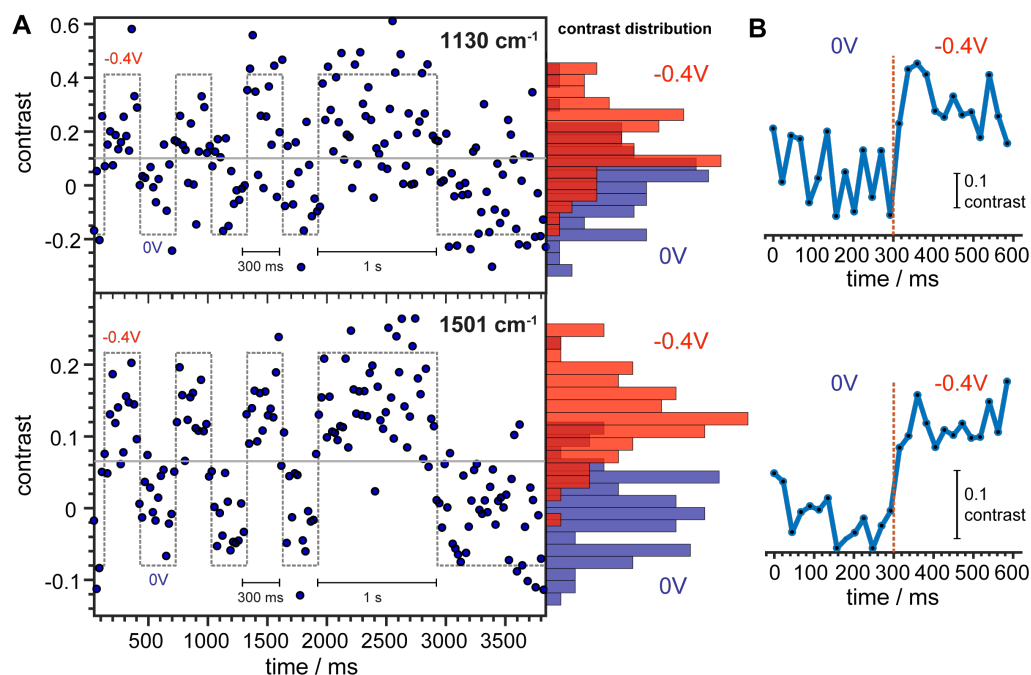 A
0.6
0.4
0.2
0
-0.2
contrast
-0.4V
0V
300 ms
1 s
1130 cm-1
contrast distribution
-0.4V
0V
0.2
0.1
0
-0.1
contrast
-0.4V
0V
300 ms
1 s
1501 cm-1
-0.4V
0V
500 1000 1500 2000 2500 3000 3500
time / ms
B
0V -0.4V
0.1
contrast
0 100 200 300 400 500 600
time / ms
0V -0.4V
0.1
contrast
0 100 200 300 400 500 600
time / ms